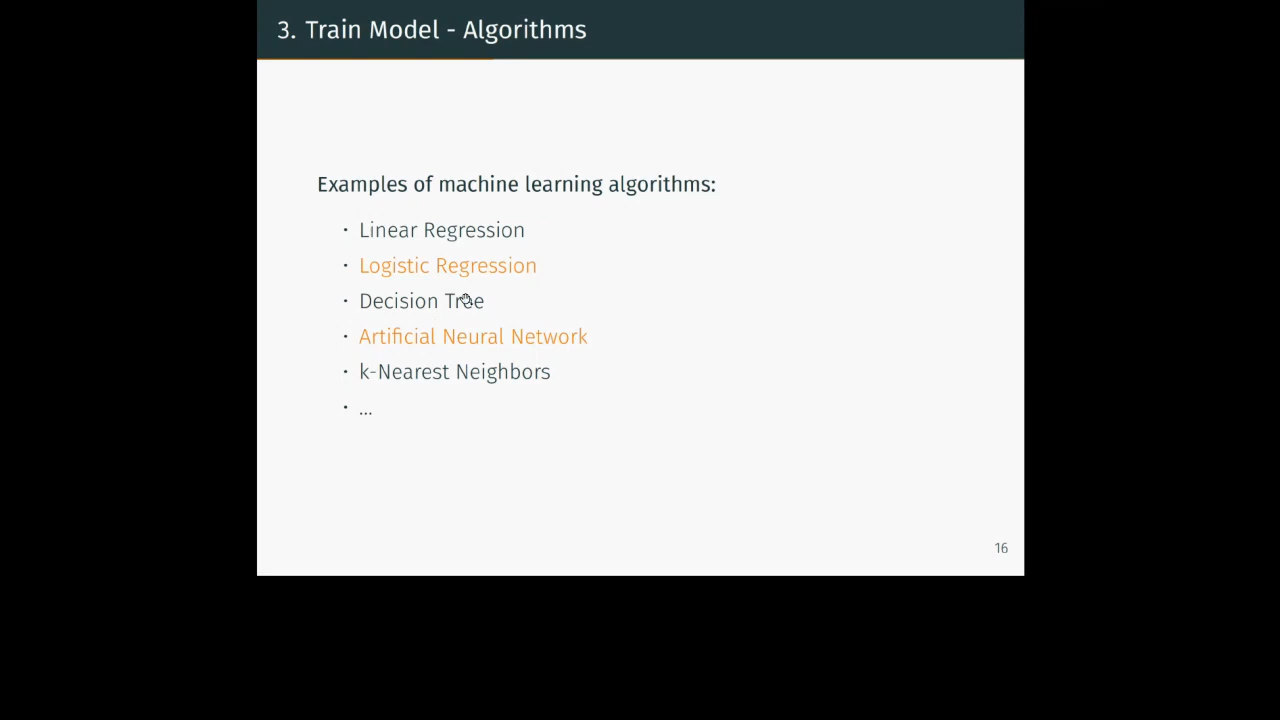 3. Train Model - Algorithms
Examples of machine learning algorithms:
· Linear Regression
· Logistic Regression
· Decision Tree
· Artificial Neural Network
· k-Nearest Neighbors
· ...
16